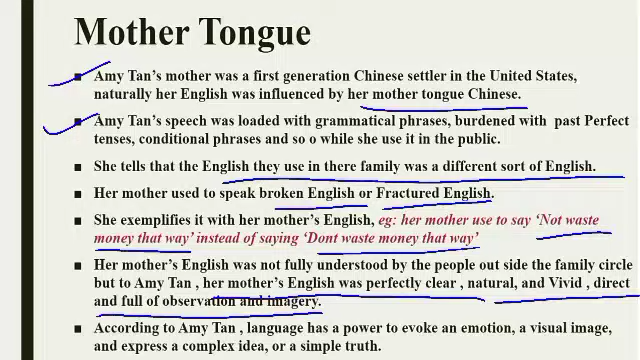 Mother Tongue
■ Amy Tan's mother was a first generation Chinese settler in the United States,
naturally her English was influenced by her mother tongue Chinese.
■ Amy Tan's speech was loaded with grammatical phrases, burdened with past Perfect
tenses, conditional phrases and so o while she use it in the public.
■ She tells that the English they use in there family was a different sort of English.
■ Her mother used to speak broken English or Fractured English.
■ She exemplifies it with her mother's English, eg: her mother use to say 'Not waste
money that way' instead of saying 'Dont waste money that way'
■ Her mother's English was not fully understood by the people out side the family circle
but to Amy Tan , her mother's English was perfectly clear , natural, and Vivid , direct
and full of observation and imagery.
■ According to Amy Tan , language has a power to evoke an emotion, a visual image,
and express a complex idea, or a simple truth.